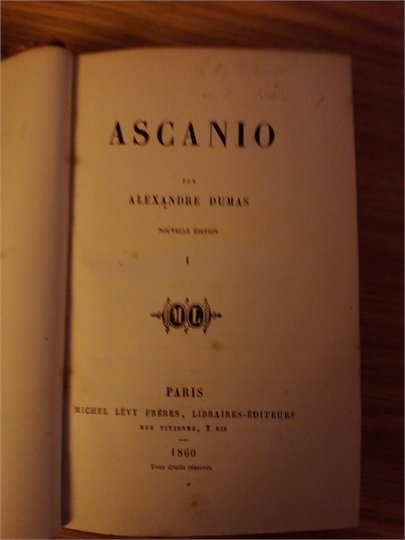 ASCANIO
PAR
ALEXANDRE DUMAS
NOUVELLE ÉDITION
I
ML
PARIS
MICHEL LÉVY FRÈRES, LIBRAIRES-ÉDITEURS
RUE VIVIENNE, 2 BIS
1860
Tous droits réservés